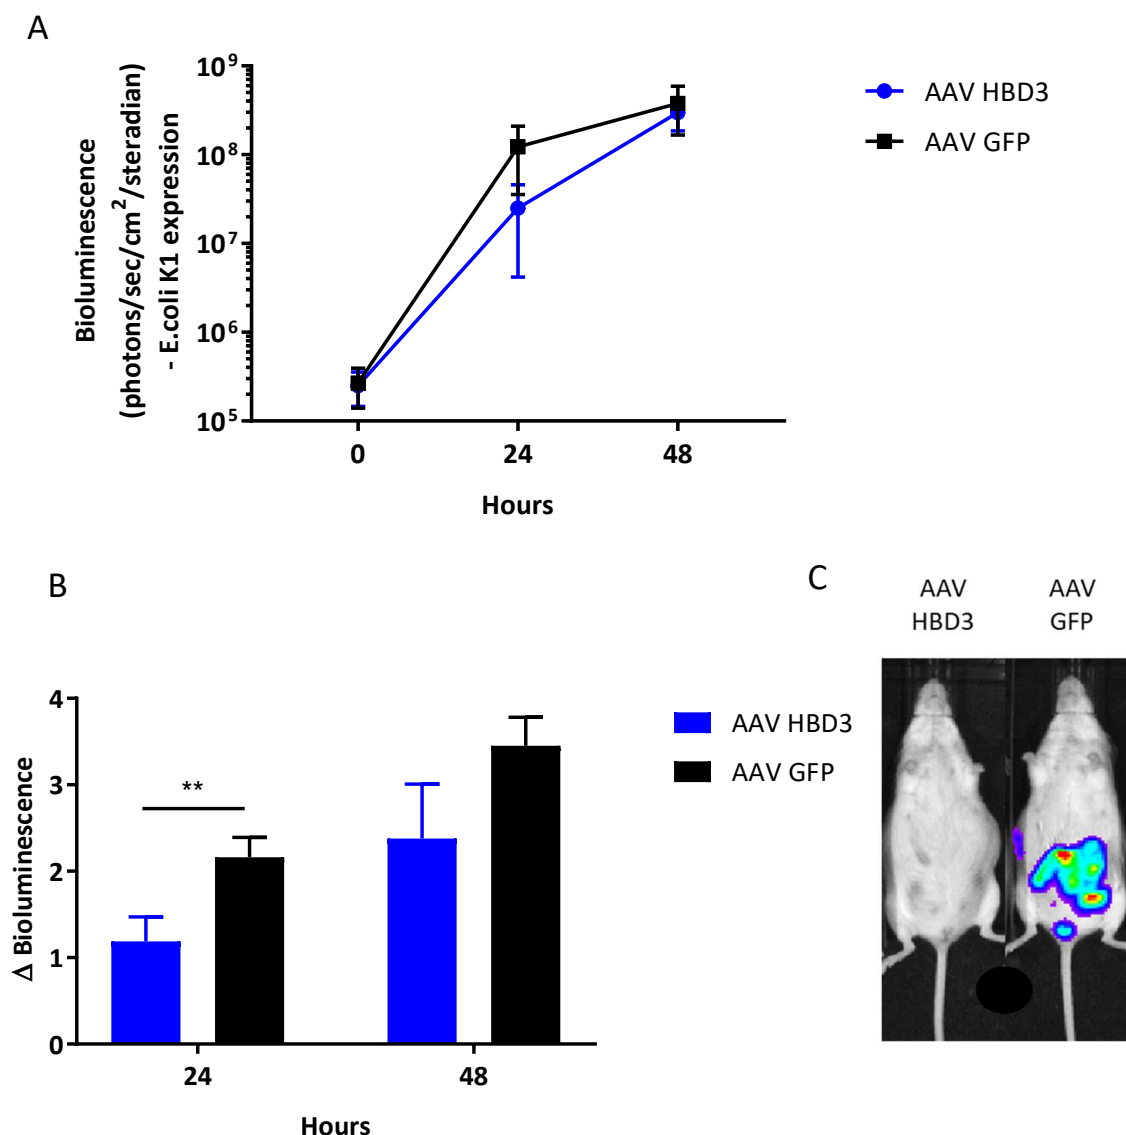 A
10⁹
10⁸
10⁷
10⁶
10⁵
Bioluminescence
(photons/sec/cm²/steradian)
- E.coli K1 expression
0 24 48
Hours
AAV HBD3
AAV GFP
B
4
3
2
1
0
Δ Bioluminescence
**
24 48
Hours
AAV HBD3
AAV GFP
C
AAV
HBD3
AAV
GFP